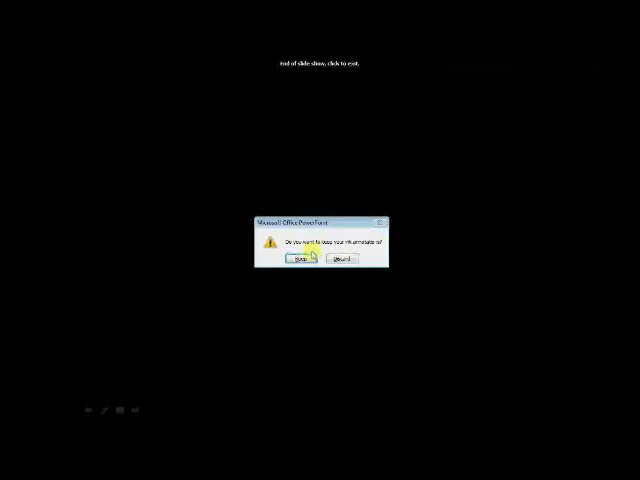 End of slide show, click to exit.
Microsoft Office PowerPoint
Do you want to keep your ink annotations?
Keep
Discard